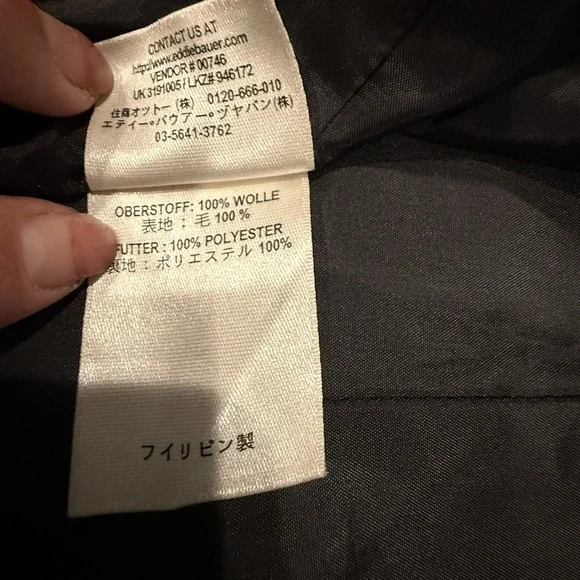 CONTACT US AT
http://www.eddiebauer.com
VENDOR# 00746
UK 3191005 / LKZ# 946172
住商オットー (株) 0120-666-010
エディー・バウアー・ジャパン(株)
03-5641-3762
OBERSTOFF: 100% WOLLE
表地 : 毛 100 %
FUTTER : 100% POLYESTER
裏地 : ポリエステル 100%
フイリピン製